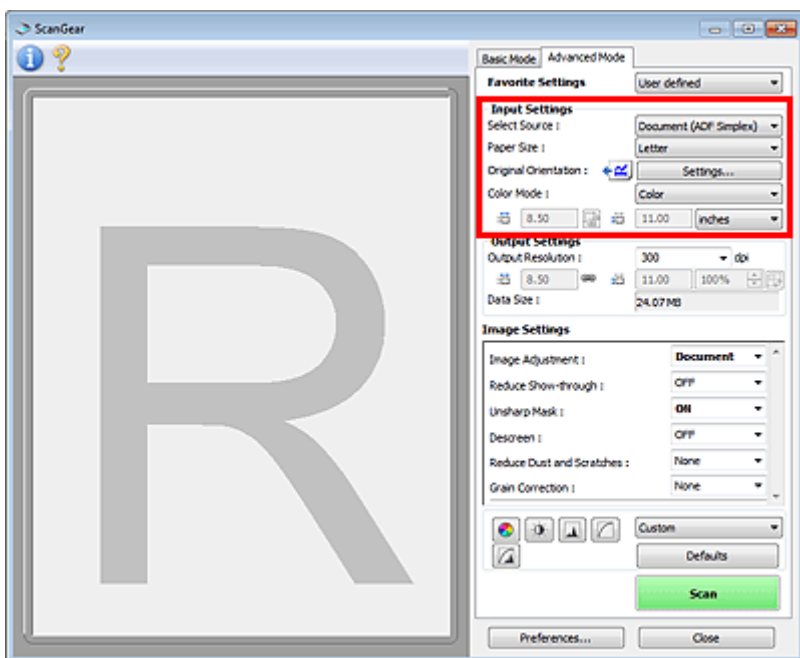 ScanGear
Basic Mode Advanced Mode
Favorite Settings User defined
Input Settings
Select Source : Document (ADF Simplex)
Paper Size : Letter
Original Orientation : R Settings...
Color Mode : Color
8.50 11.00 inches
Output Settings
Output Resolution : 300 dpi
8.50 11.00 100%
Data Size : 24.07 MB
Image Settings
Image Adjustment : Document
Reduce Show-through : OFF
Unsharp Mask : ON
Descreen : OFF
Reduce Dust and Scratches : None
Grain Correction : None
Custom
Defaults
Scan
Preferences... Close
R